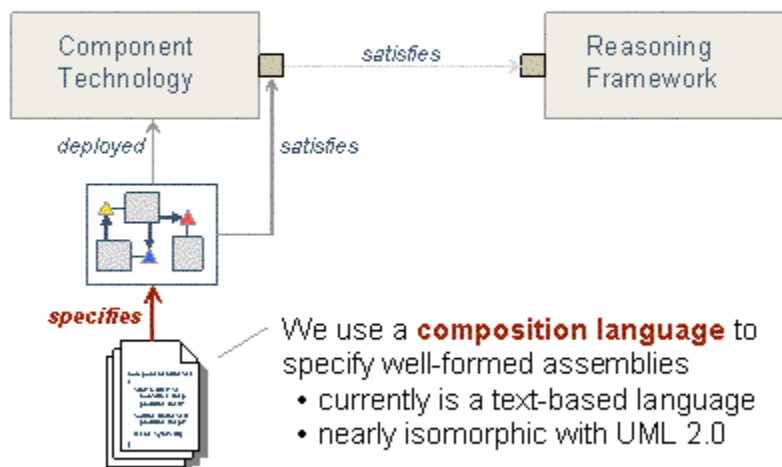 Component
Technology
satisfies
Reasoning
Framework
deployed
satisfies
specifies
We use a composition language to
specify well-formed assemblies
• currently is a text-based language
• nearly isomorphic with UML 2.0